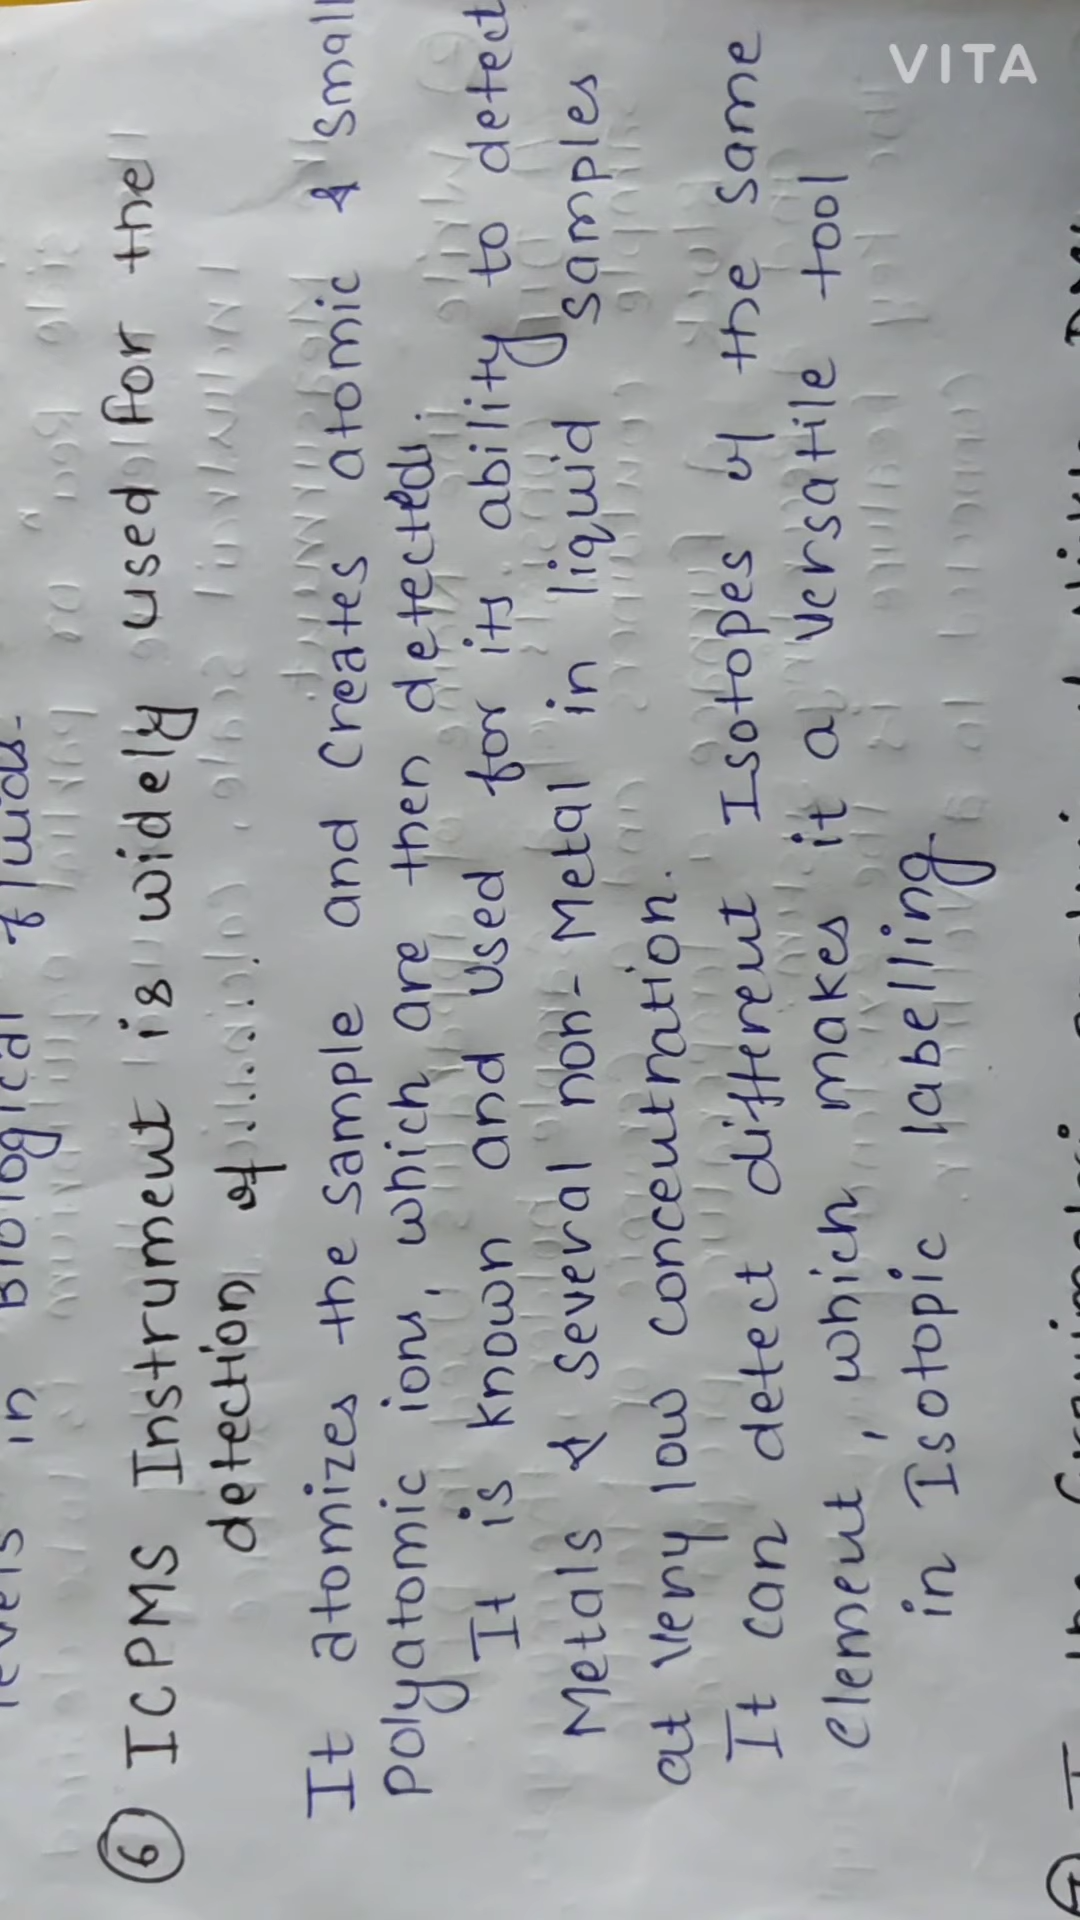 levels in Biological fluids-
⑥ ICPMS Instrument is widely used for the
detection of........
It atomizes the sample and creates atomic & small
polyatomic ions, which are then detected.
It is known and used for its ability to detect
Metals & several non-Metal in liquid samples
at very low concentration.
It can detect different Isotopes of the same
element, which makes it a versatile tool
in Isotopic labelling
VITA